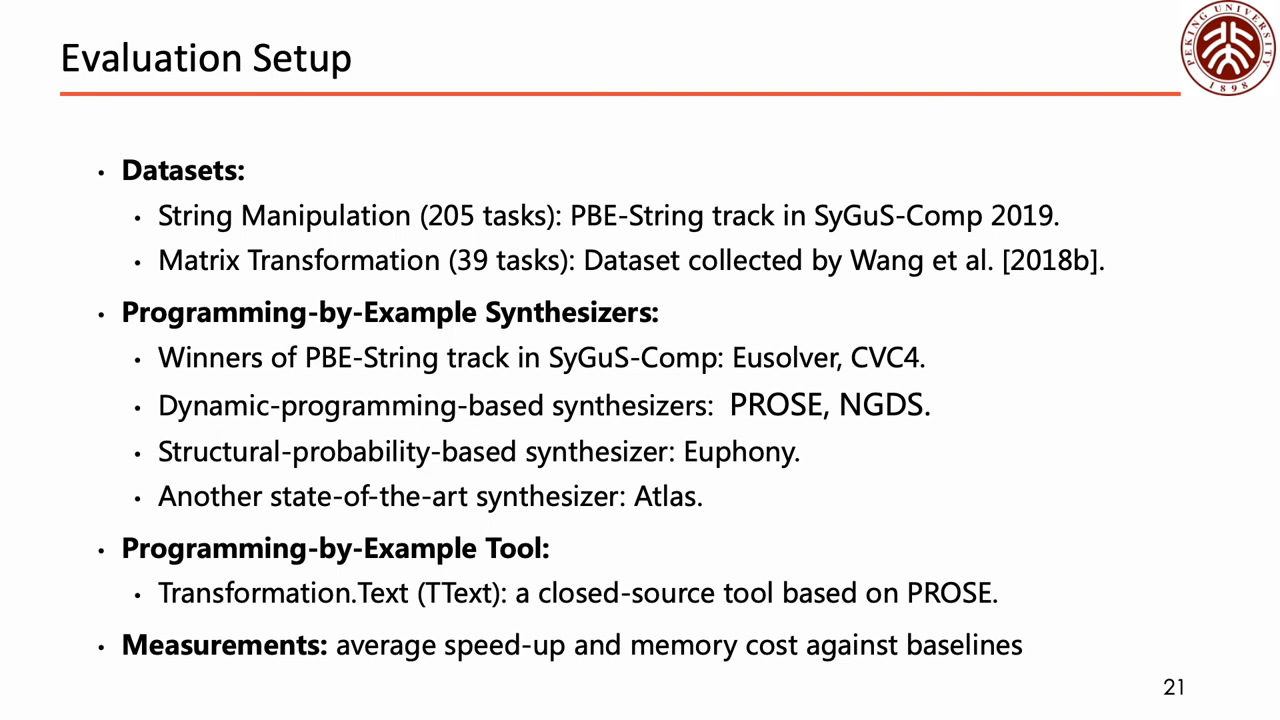 Evaluation Setup
PEKING UNIVERSITY
1898
• Datasets:
• String Manipulation (205 tasks): PBE-String track in SyGuS-Comp 2019.
• Matrix Transformation (39 tasks): Dataset collected by Wang et al. [2018b].
• Programming-by-Example Synthesizers:
• Winners of PBE-String track in SyGuS-Comp: Eusolver, CVC4.
• Dynamic-programming-based synthesizers: PROSE, NGDS.
• Structural-probability-based synthesizer: Euphony.
• Another state-of-the-art synthesizer: Atlas.
• Programming-by-Example Tool:
• Transformation.Text (TText): a closed-source tool based on PROSE.
• Measurements: average speed-up and memory cost against baselines
21